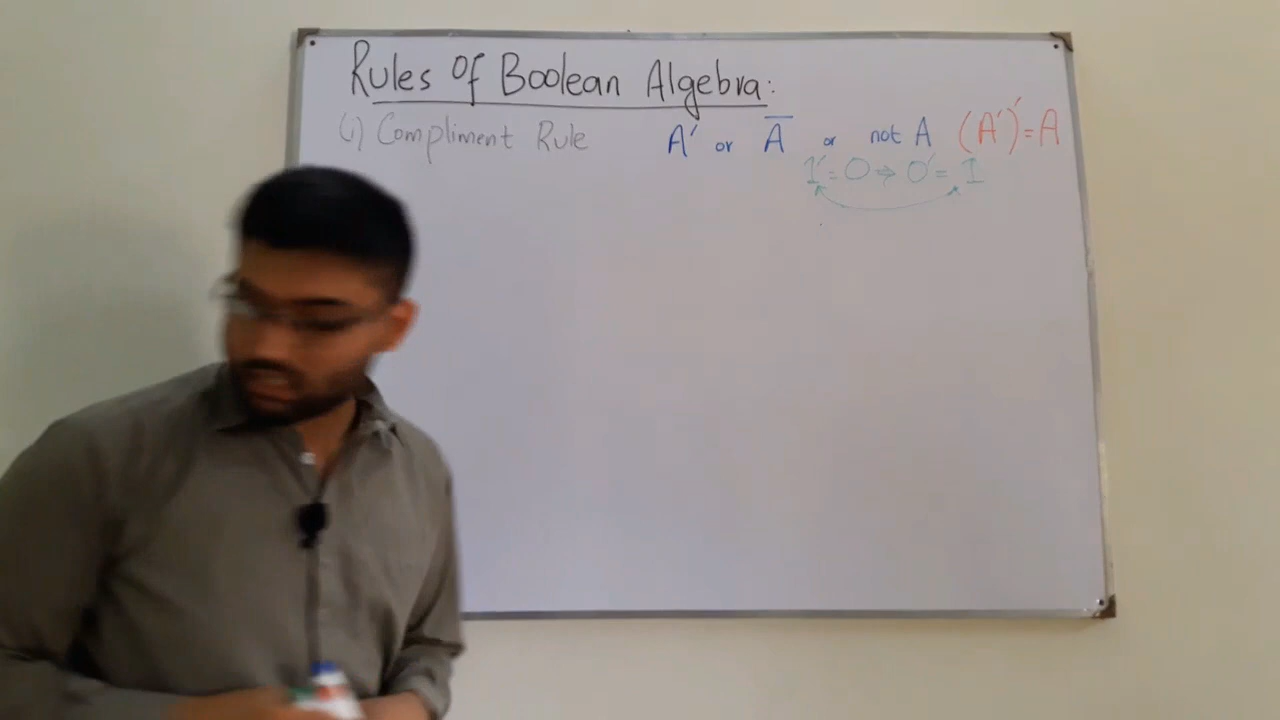 Rules Of Boolean Algebra:
(i) Compliment Rule A' or A̅ or not A (A')'=A
1'=0 ⇒ 0'=1